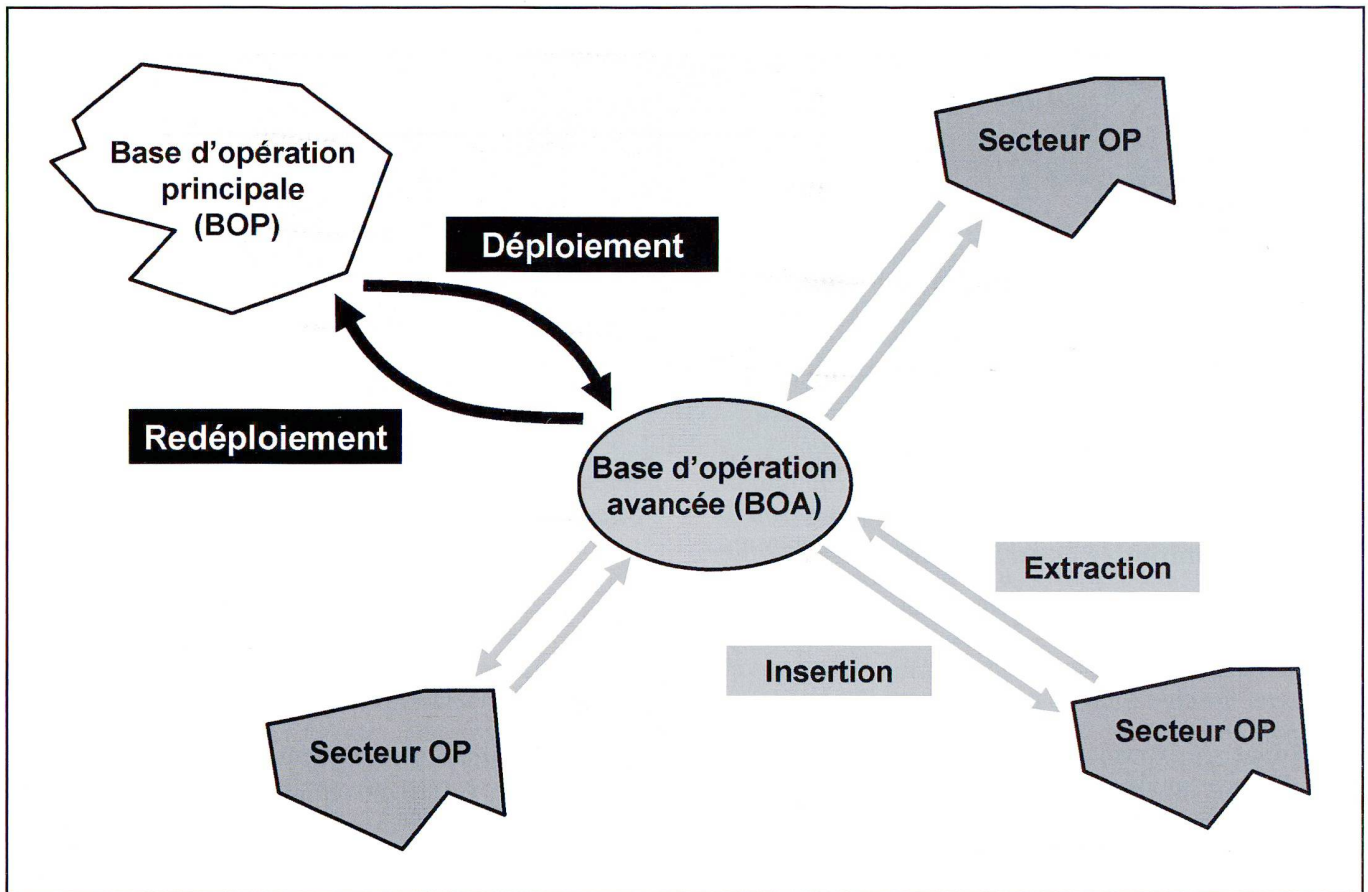 Base d'opération
principale
(BOP)
Secteur OP
Déploiement
Redéploiement
Base d'opération
avancée (BOA)
Extraction
Insertion
Secteur OP
Secteur OP